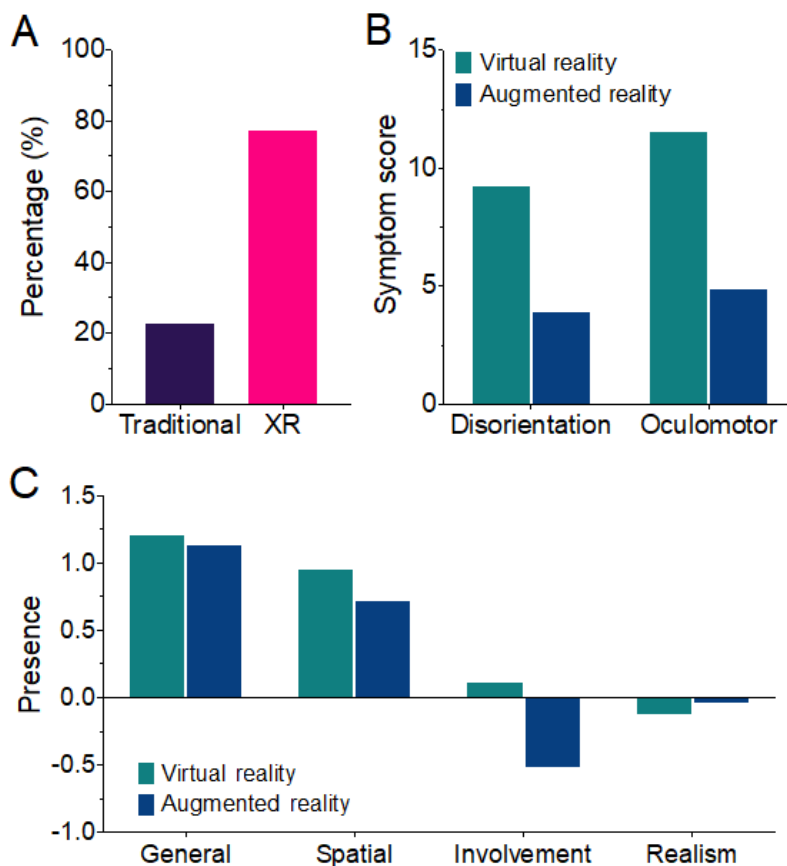 A
Percentage (%)
100
80
60
40
20
0
Traditional XR
B
Symptom score
15
10
5
0
Virtual reality
Augmented reality
Disorientation Oculomotor
C
Presence
1.5
1.0
0.5
0.0
-0.5
-1.0
Virtual reality
Augmented reality
General Spatial Involvement Realism